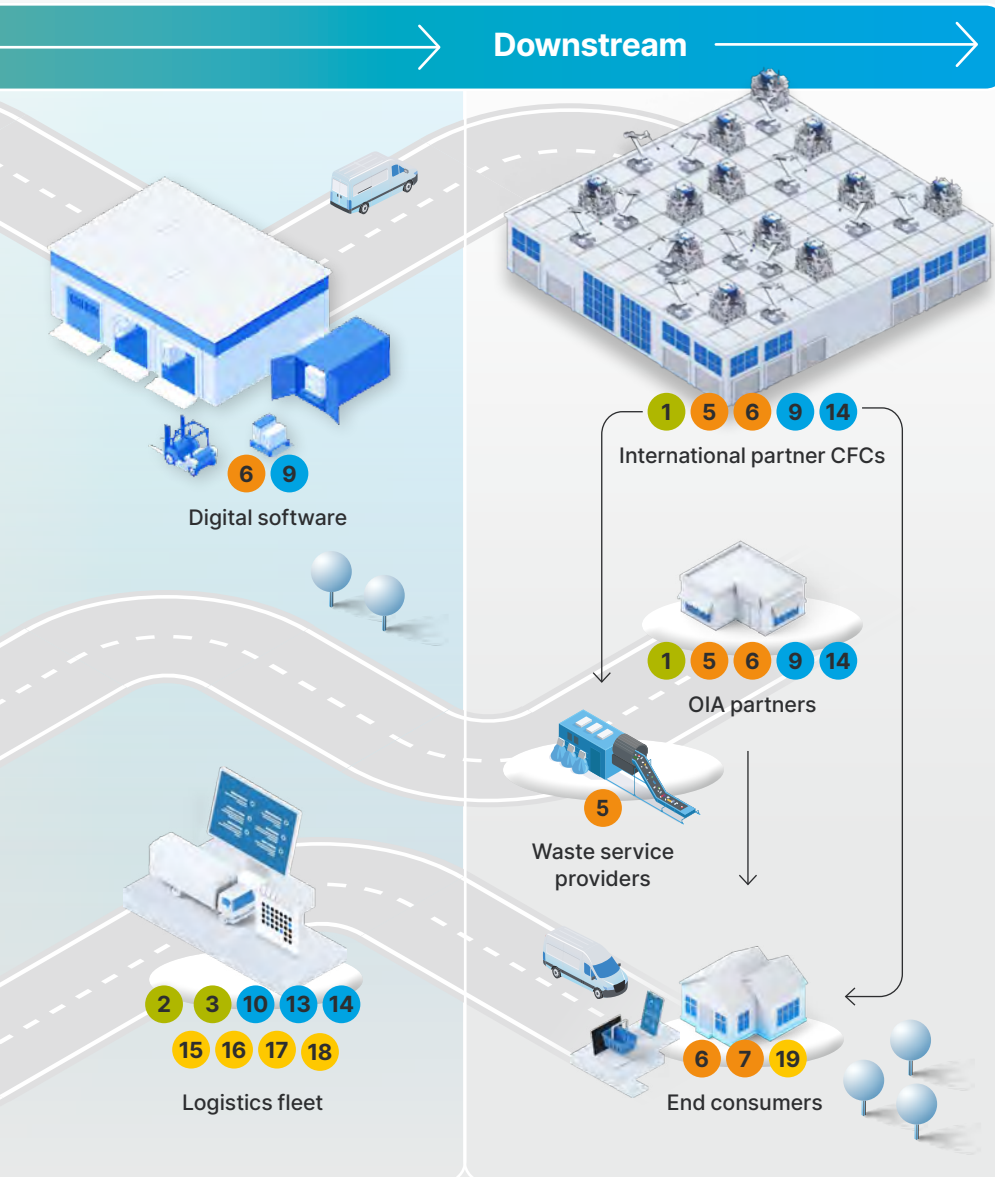 Downstream
1 5 6 9 14
International partner CFCs
6 9
Digital software
1 5 6 9 14
OIA partners
5
Waste service
providers
2 3 10 13 14
15 16 17 18
Logistics fleet
6 7 19
End consumers